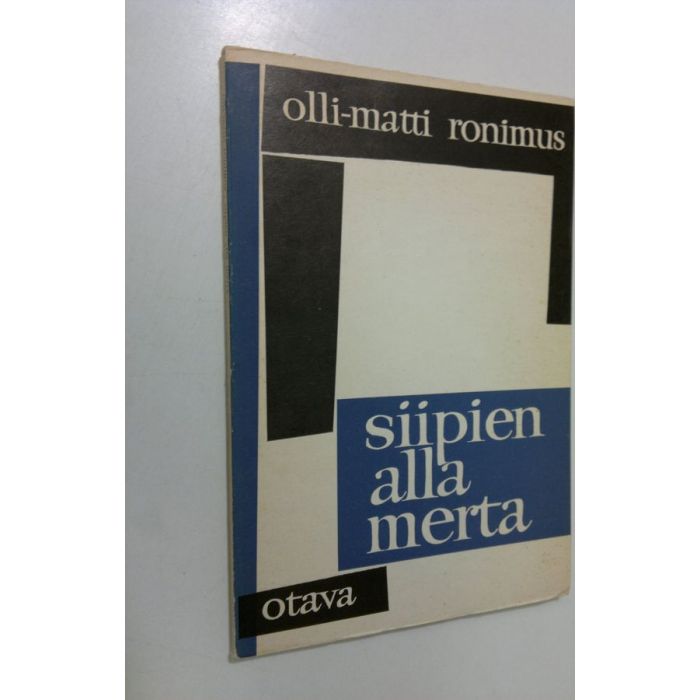 olli-matti ronimus
siipien
alla
merta
otava